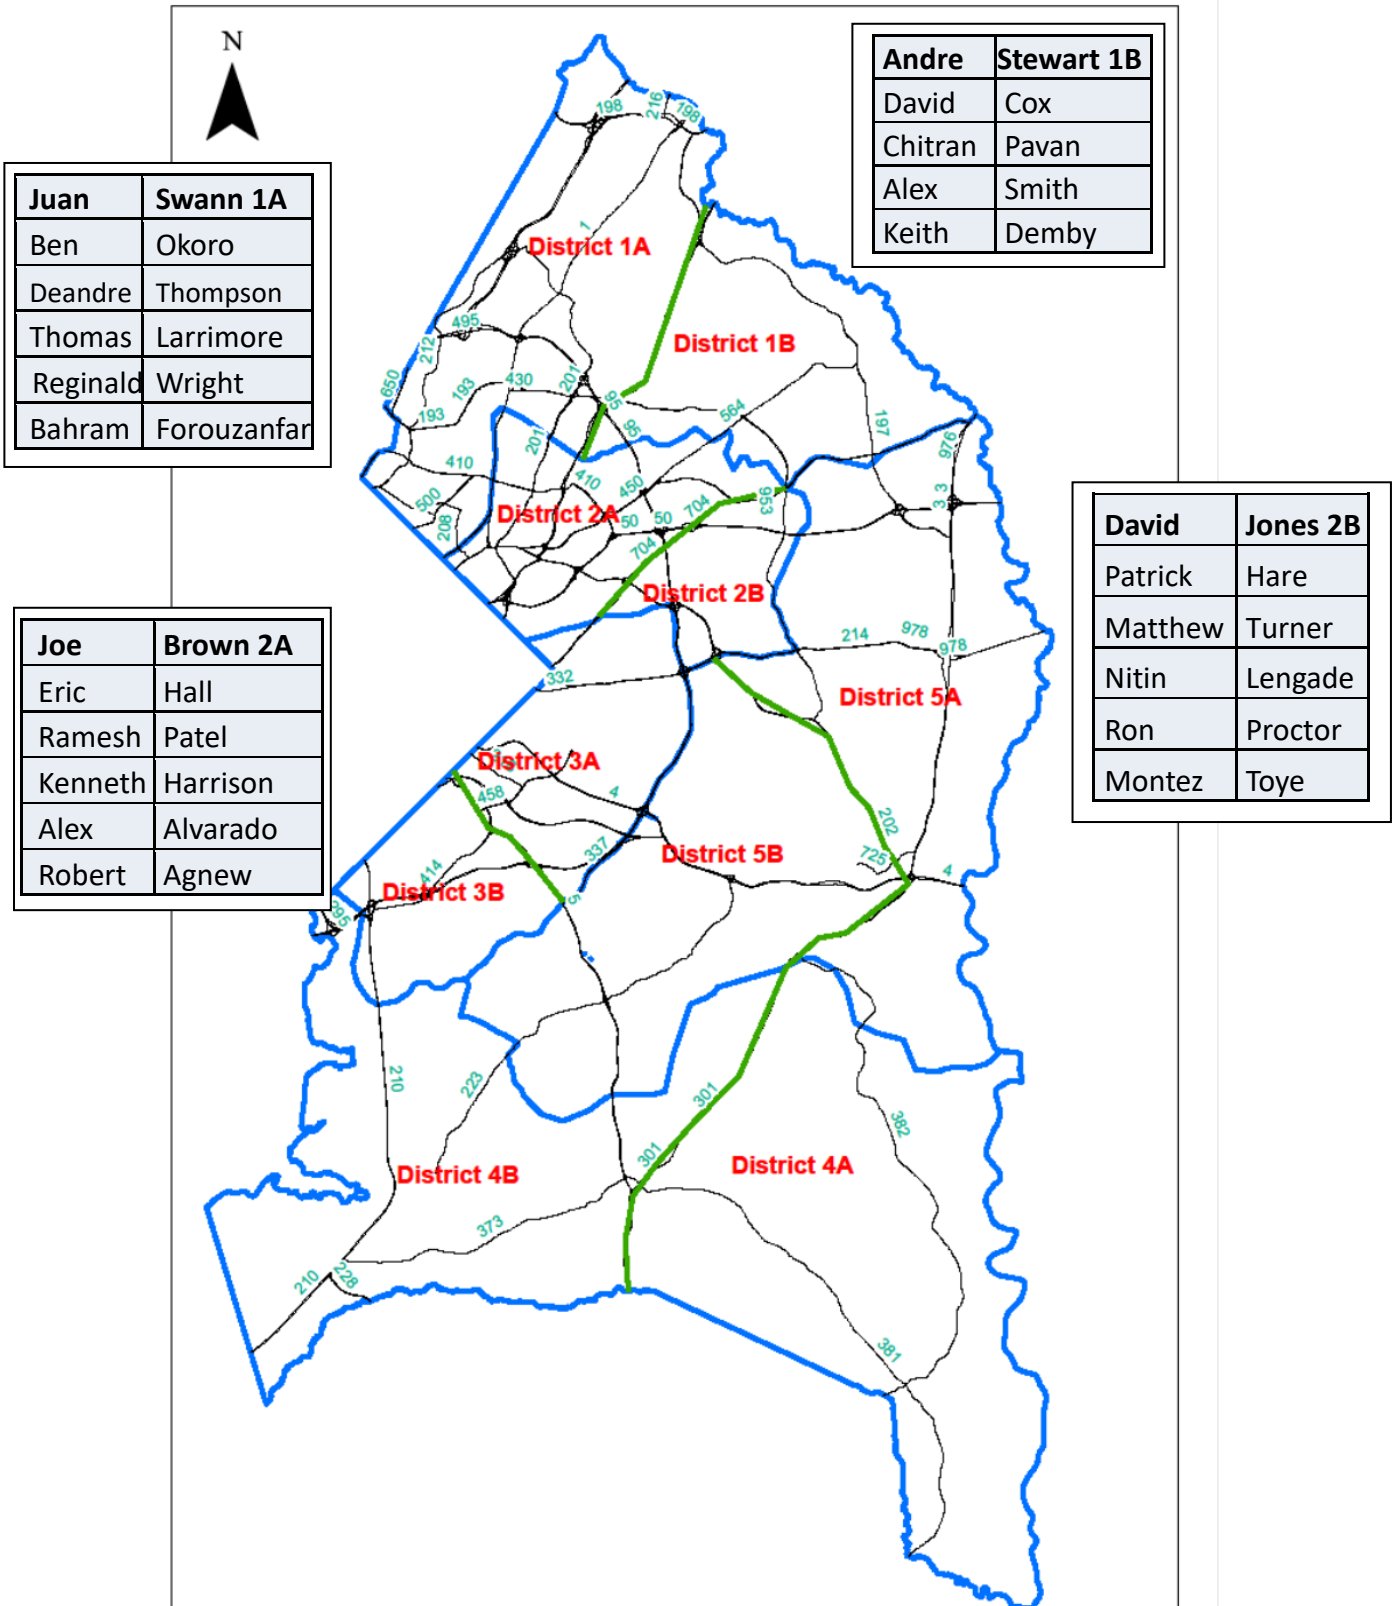 N
Andre Stewart 1B
David Cox
Chitran Pavan
Alex Smith
Keith Demby
Juan Swann 1A
Ben Okoro
Deandre Thompson
Thomas Larrimore
Reginald Wright
Bahram Forouzanfar
David Jones 2B
Patrick Hare
Matthew Turner
Nitin Lengade
Ron Proctor
Montez Toye
Joe Brown 2A
Eric Hall
Ramesh Patel
Kenneth Harrison
Alex Alvarado
Robert Agnew
198
216
198
1
District 1A
495
212
District 1B
650
193
193
430
201
95
95
564
197
201
976
410
410
450
3
3
500
208
District 2A
50
50
704
704
953
District 2B
214
978
978
332
District 5A
District 3A
458
4
337
202
725
4
District 5B
414
District 3B
295
5
210
223
301
301
382
District 4A
District 4B
373
210
228
381